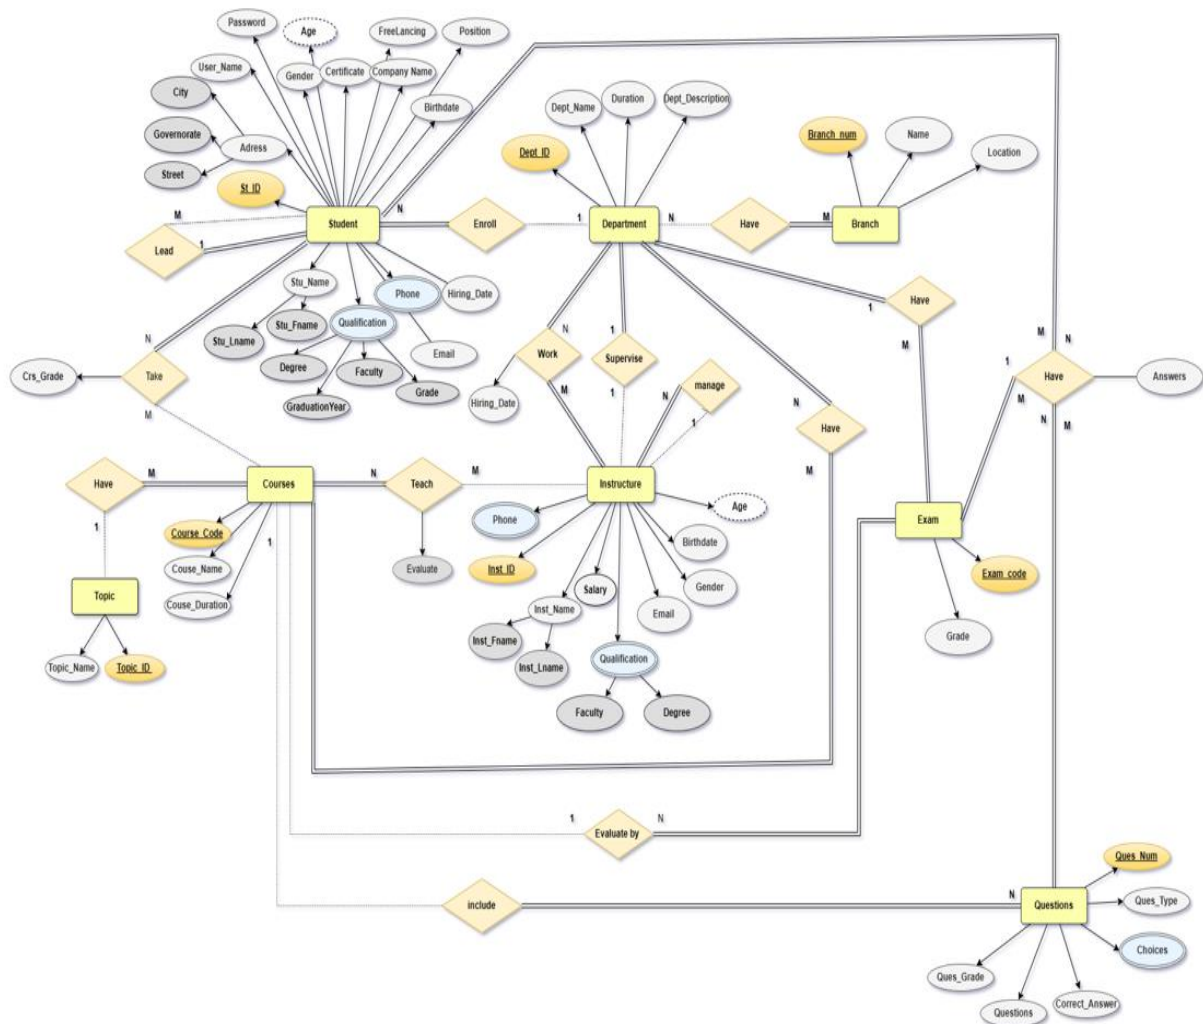 Password
Age
FreeLancing
Position
User_Name
Gender
Certificate
Company Name
City
Birthdate
Governorate
Adress
Street
St_ID
Dept_Name
Duration
Dept_Description
Dept_ID
Branch_num
Name
Location
M
N
Student
Enroll
1
Department
N
Have
M
Branch
Lead
1
Stu_Name
Phone
Hiring_Date
Stu_Fname
Qualification
Stu_Lname
Email
Degree
Faculty
Grade
GraduationYear
1
Have
M
N
Work
M
1
Supervise
1
Hiring_Date
manage
N
1
N
Take
M
Crs_Grade
N
Have
M
M
N
1
Have
M
N
M
Answers
Have
M
Courses
N
Teach
M
Instructure
1
Course_Code
Couse_Name
Couse_Duration
1
Evaluate
Topic
Topic_Name
Topic_ID
Phone
Age
Inst_ID
Birthdate
Salary
Gender
Inst_Name
Email
Inst_Fname
Inst_Lname
Qualification
Faculty
Degree
Exam
Exam_code
Grade
1
Evaluate by
N
include
N
Questions
Ques_Num
Ques_Type
Choices
Ques_Grade
Questions
Correct_Answer